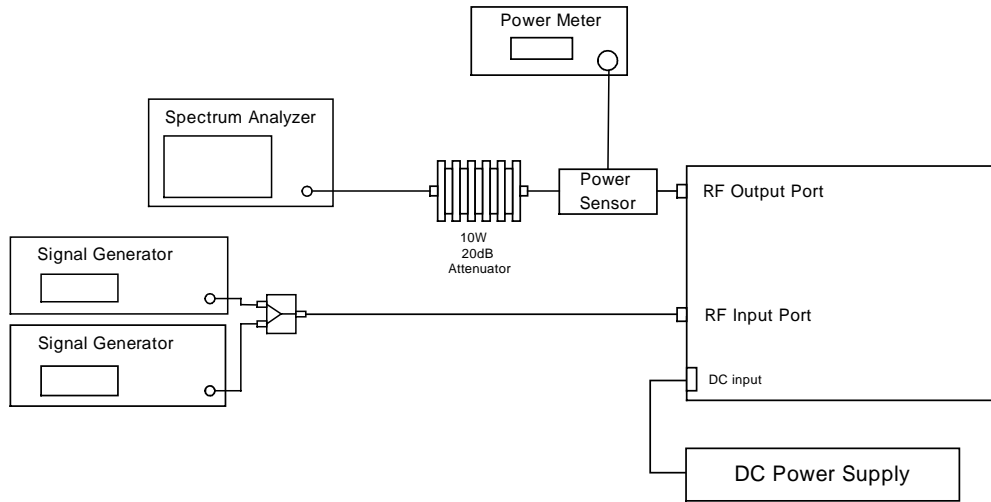 Power Meter
Spectrum Analyzer
Power
Sensor
RF Output Port
10W
20dB
Attenuator
Signal Generator
RF Input Port
Signal Generator
DC input
DC Power Supply